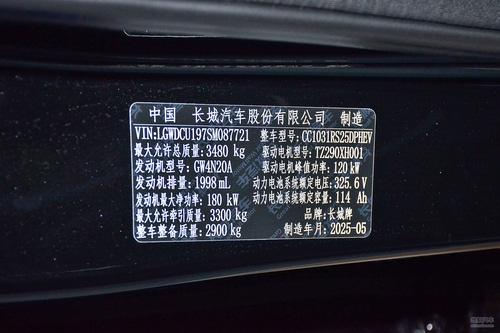 中国 长城汽车股份有限公司 制造
VIN:LGWDCU197SM087721 整车型号:CC1031RS25DPHEV
最大允许总质量: 3480 kg 驱动电机型号: TZ290XH001
发动机型号: GW4N20A 驱动电机峰值功率: 120 kW
发动机排量: 1998 mL 动力电池系统额定电压: 325.6 V
发动机最大净功率: 180 kW 动力电池系统额定容量: 114 Ah
最大允许牵引质量: 3300 kg 品牌: 长城牌
整车整备质量: 2900 kg 制造年月: 2025-05